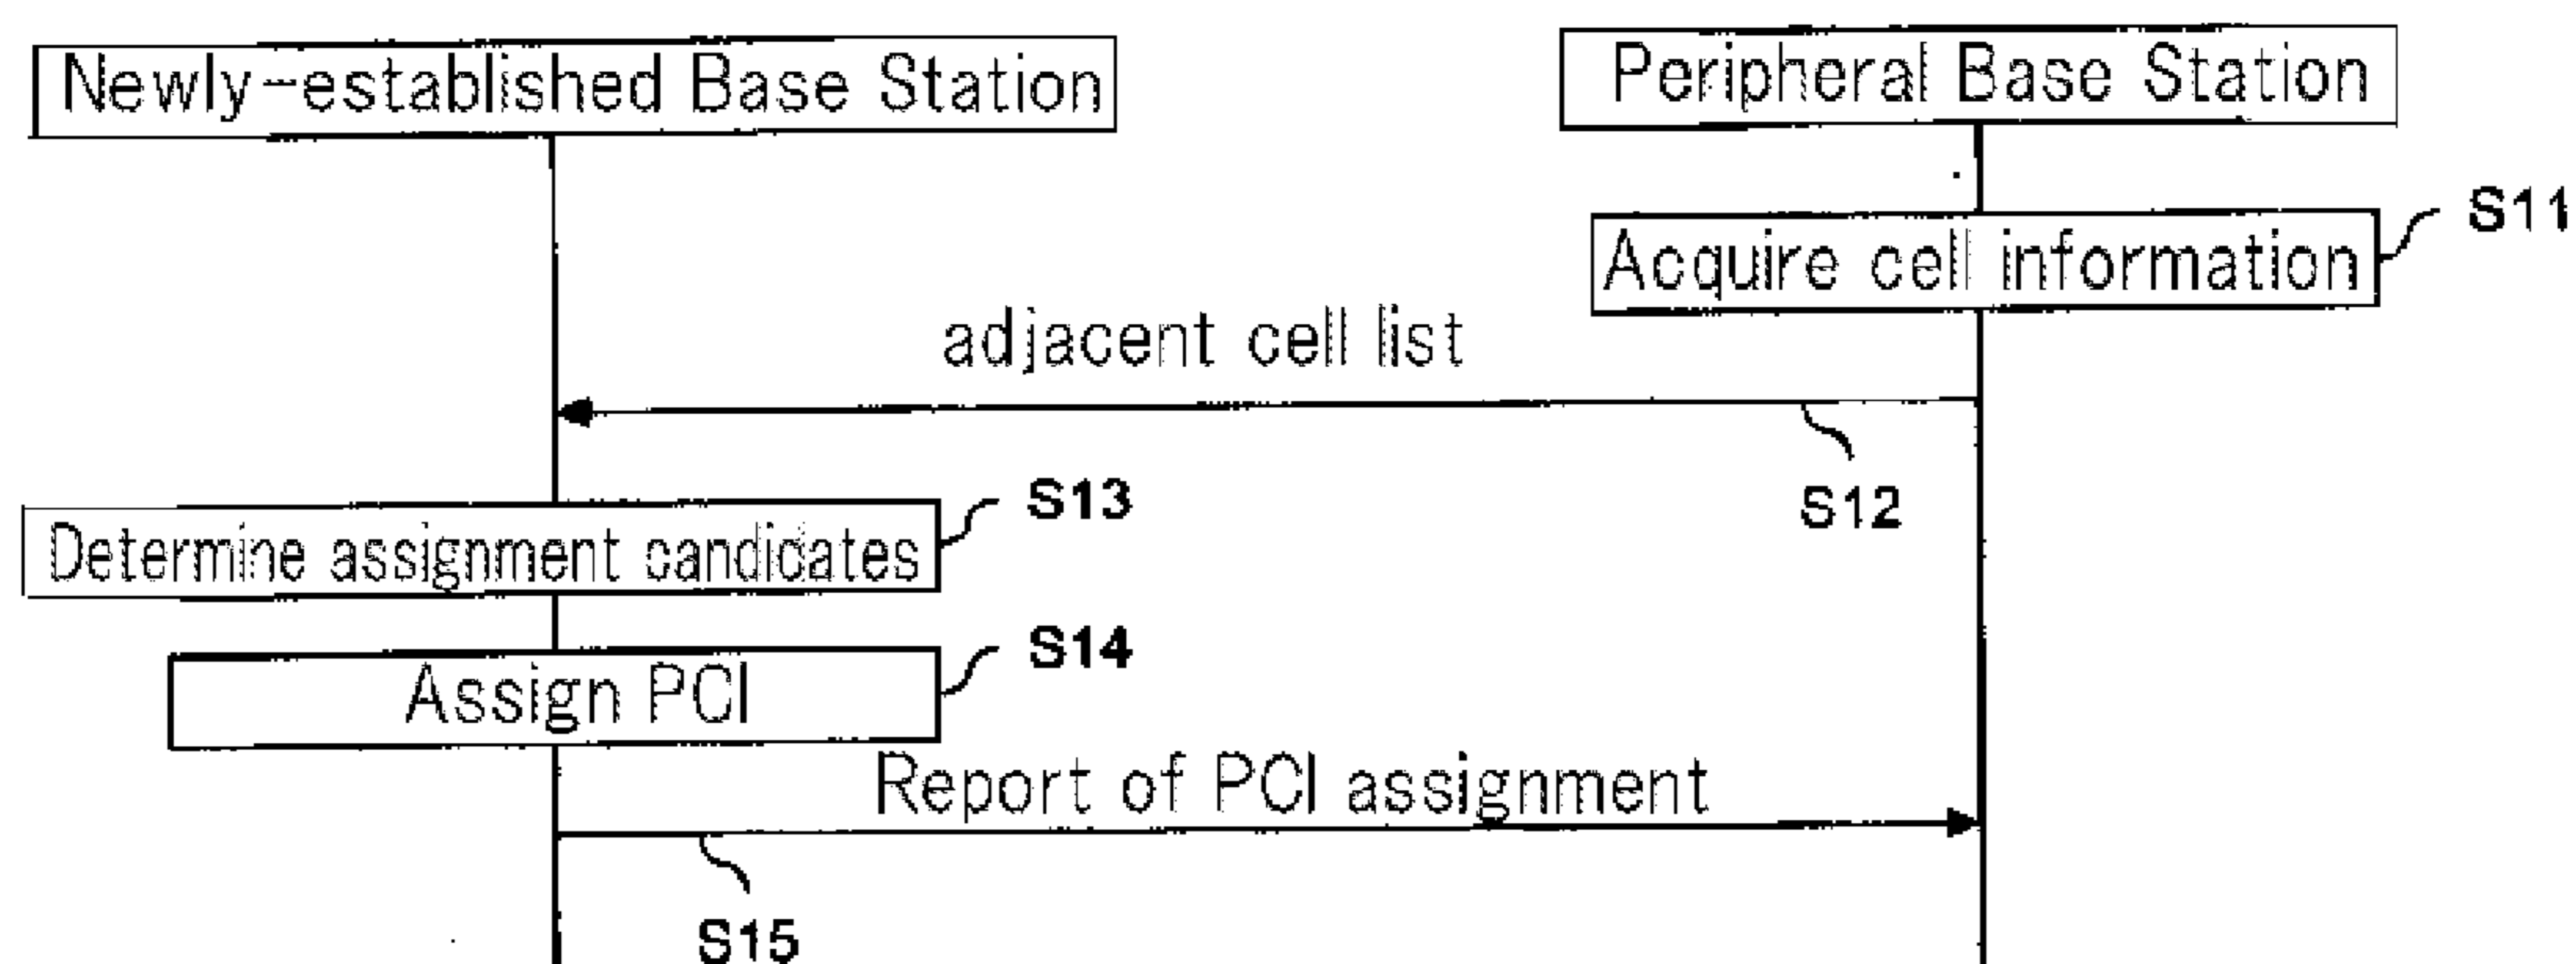 Newly-established Base Station
Peripheral Base Station
S11
Acquire cell information
adjacent cell list
S12
S13
Determine assignment candidates
S14
Assign PCI
Report of PCI assignment
S15